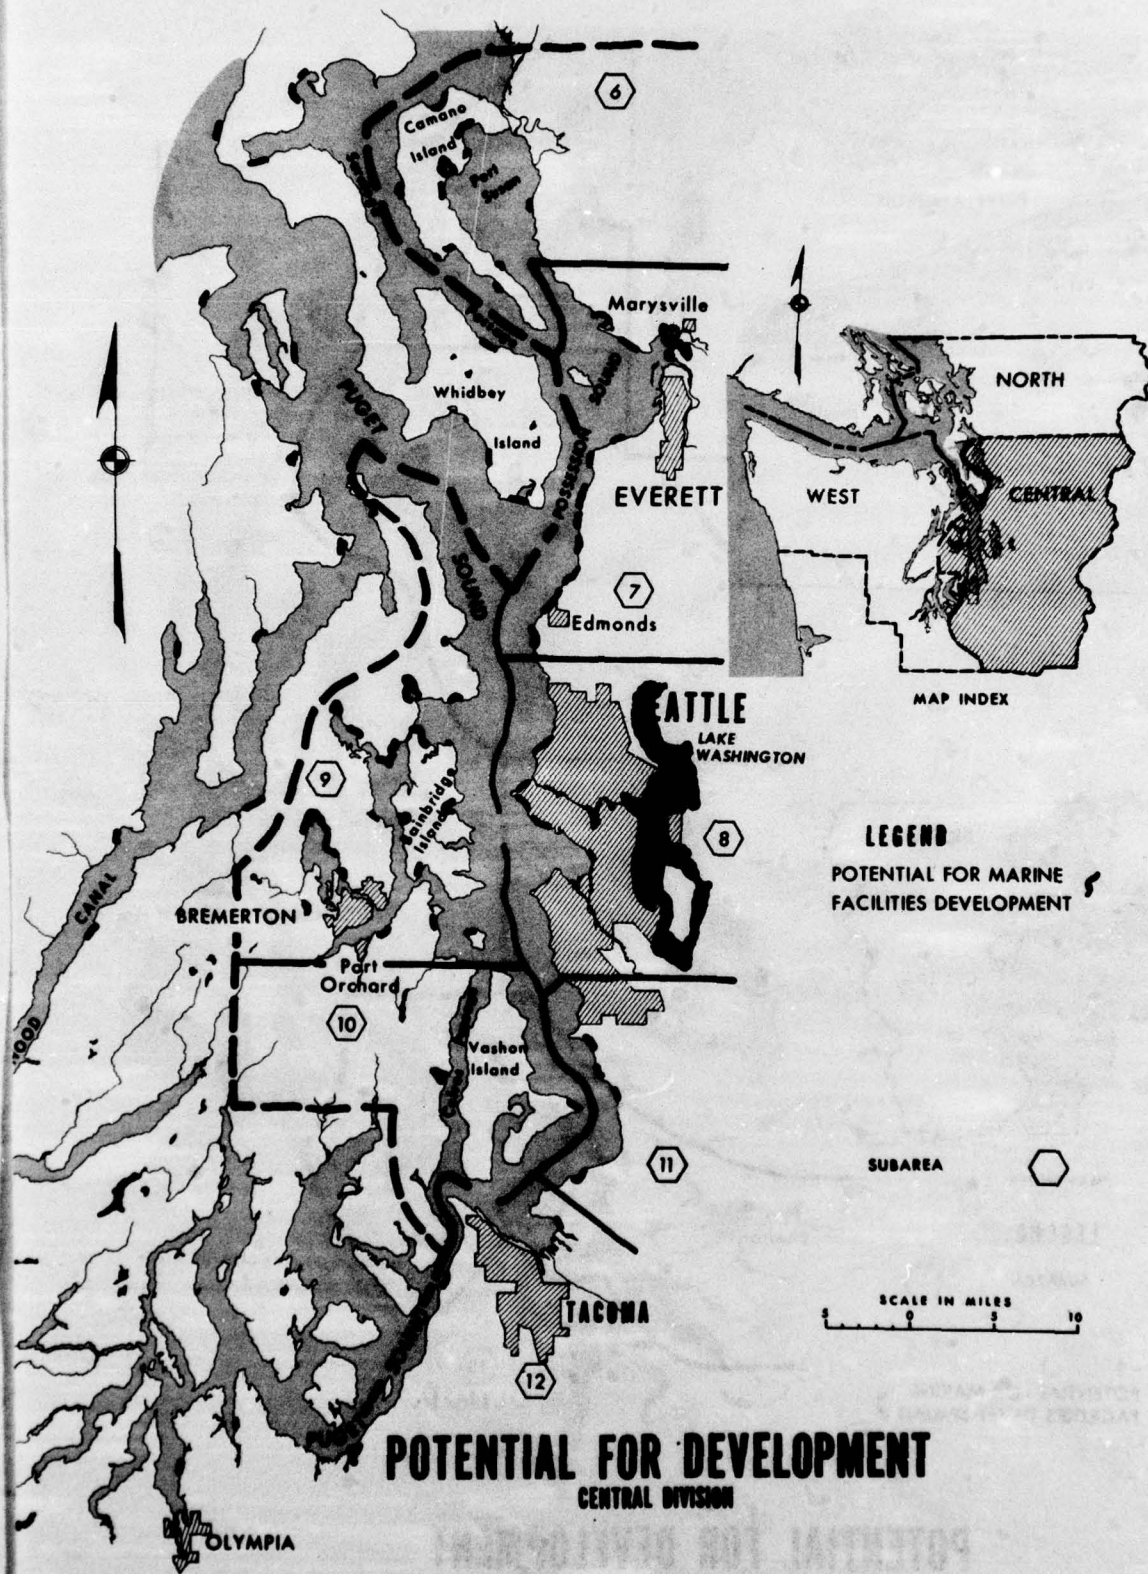 6
Camano
Island
Port
Susan
Marysville
Whidbey
Island
PUGET
SOUND
POSSESSION
SOUND
EVERETT
7
Edmonds
NORTH
WEST
CENTRAL
MAP INDEX
EATTLE
LAKE
WASHINGTON
9
Bainbridge
Island
8
LEGEND
POTENTIAL FOR MARINE
FACILITIES DEVELOPMENT
CANAL
BREMERTON
Port
Orchard
10
Vashon
Island
11
SUBAREA
SCALE IN MILES
5 0 5 10
TACOMA
12
POTENTIAL FOR DEVELOPMENT
CENTRAL DIVISION
OLYMPIA